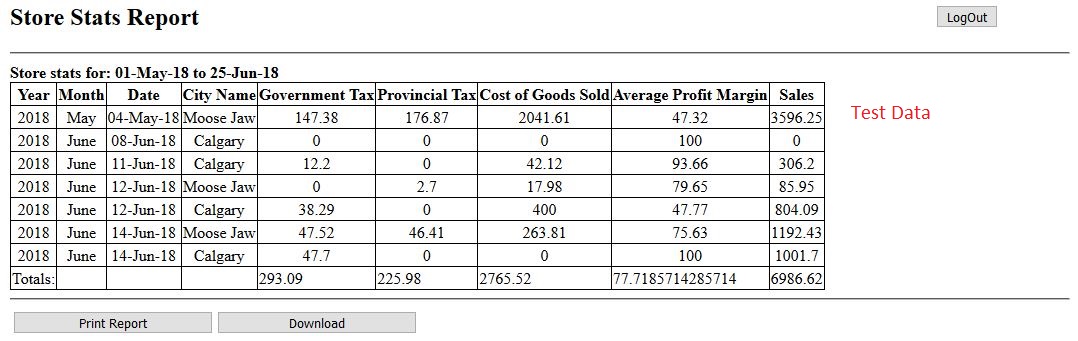 Store Stats Report
LogOut
Store stats for: 01-May-18 to 25-Jun-18
Year Month Date City Name Government Tax Provincial Tax Cost of Goods Sold Average Profit Margin Sales
Test Data
2018 May 04-May-18 Moose Jaw 147.38 176.87 2041.61 47.32 3596.25
2018 June 08-Jun-18 Calgary 0 0 0 100 0
2018 June 11-Jun-18 Calgary 12.2 0 42.12 93.66 306.2
2018 June 12-Jun-18 Moose Jaw 0 2.7 17.98 79.65 85.95
2018 June 12-Jun-18 Calgary 38.29 0 400 47.77 804.09
2018 June 14-Jun-18 Moose Jaw 47.52 46.41 263.81 75.63 1192.43
2018 June 14-Jun-18 Calgary 47.7 0 0 100 1001.7
Totals: 293.09 225.98 2765.52 77.7185714285714 6986.62
Print Report Download